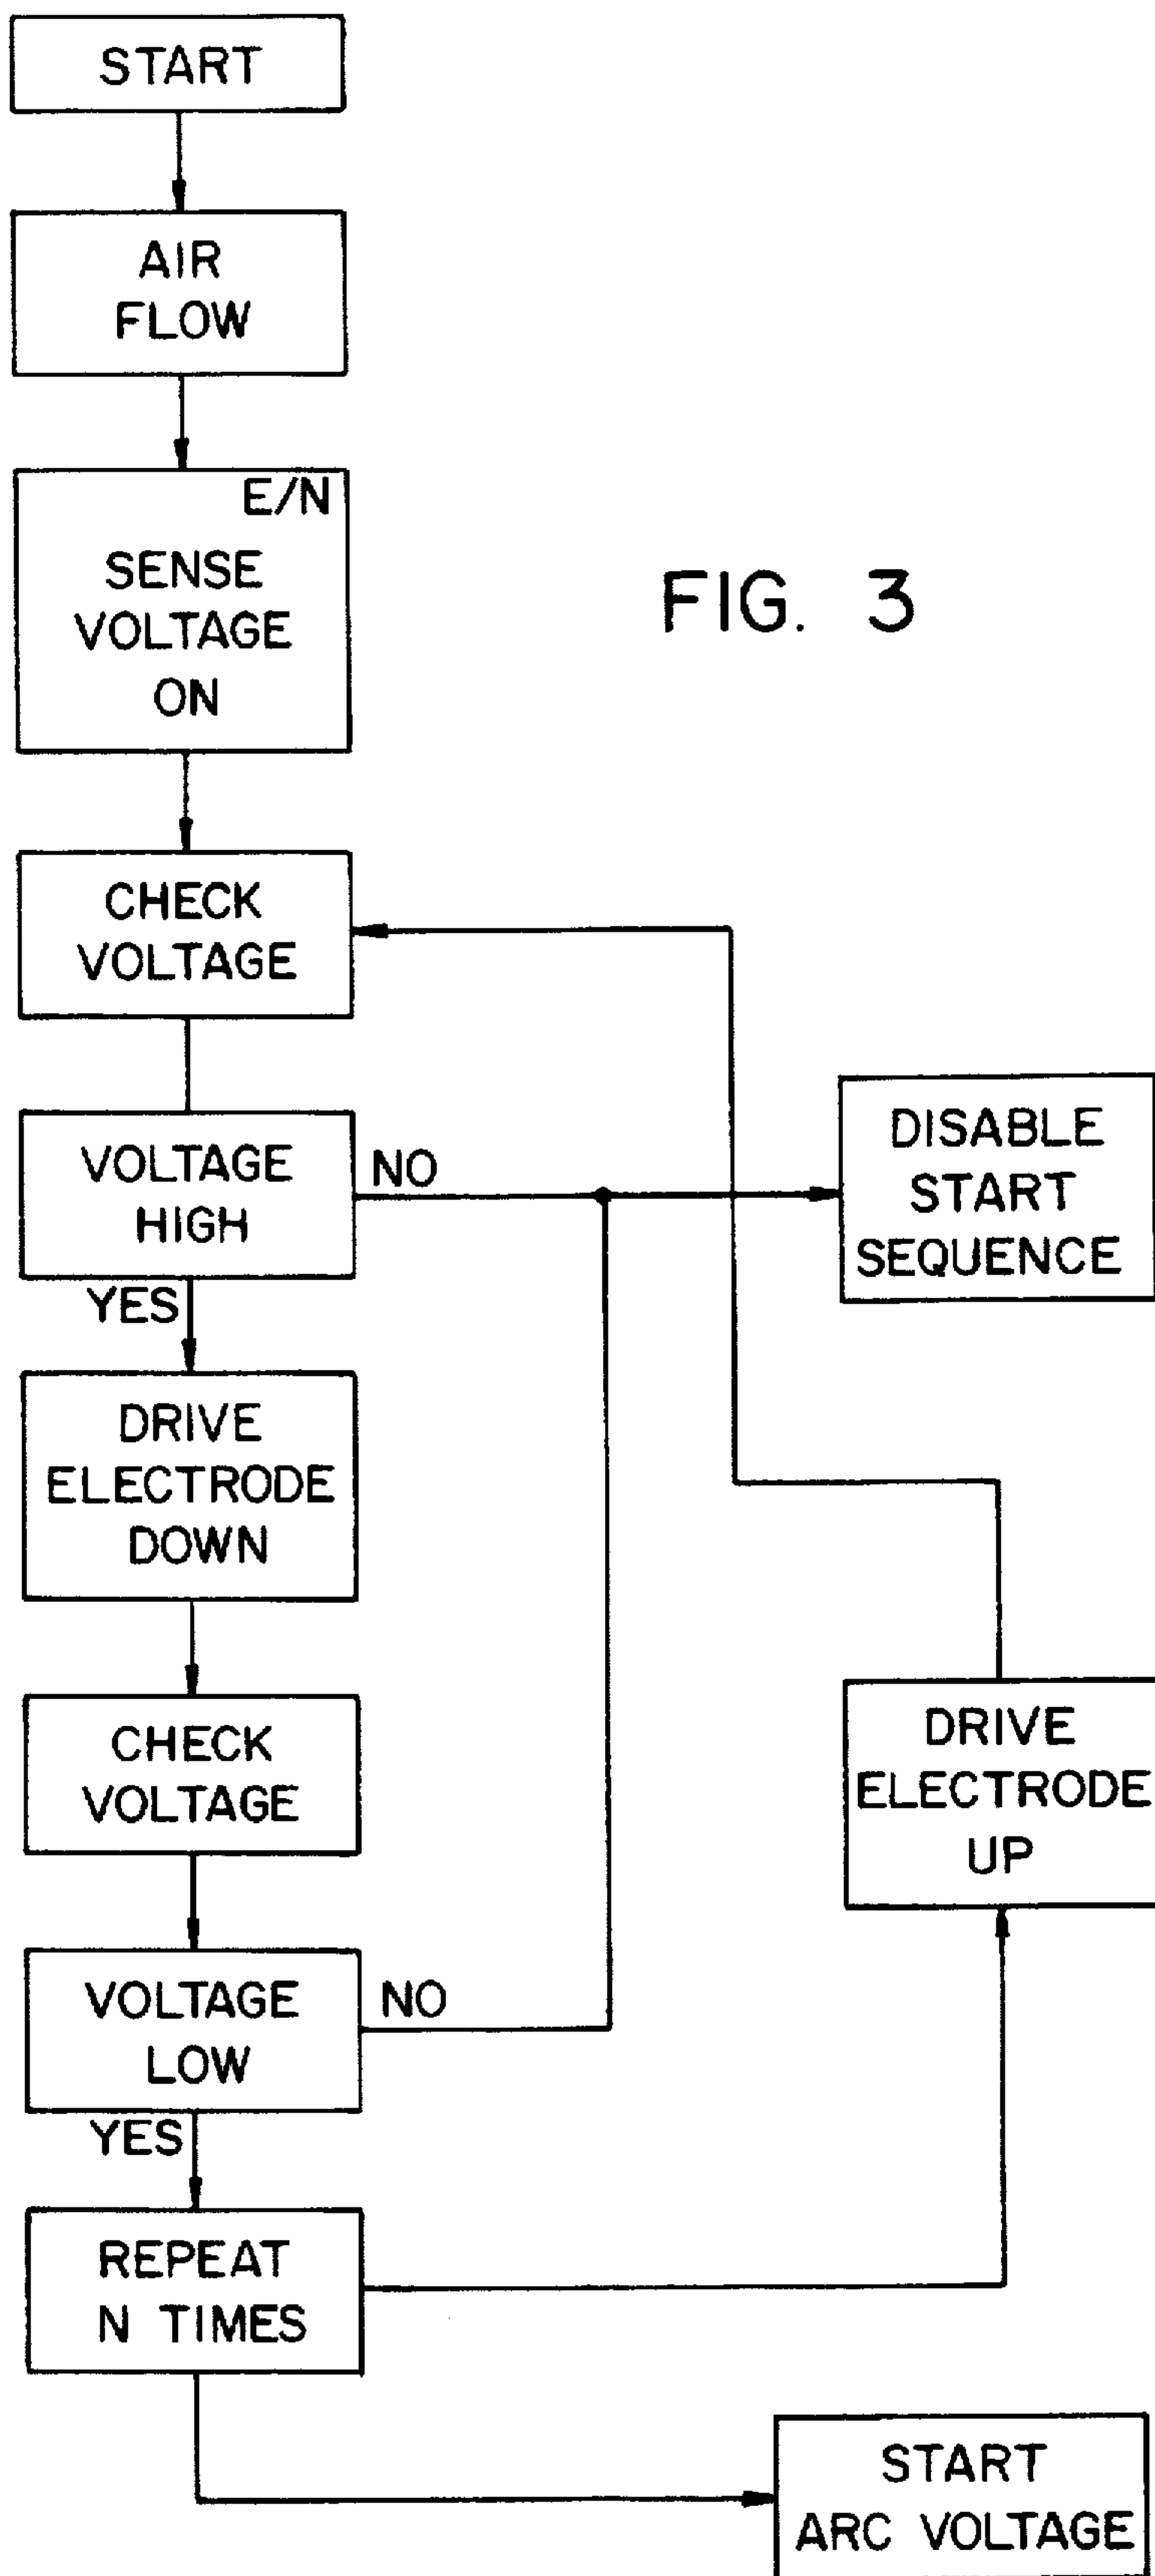 START
AIR
FLOW
E/N
SENSE
VOLTAGE
ON
FIG. 3
CHECK
VOLTAGE
VOLTAGE
HIGH
NO
YES
DISABLE
START
SEQUENCE
DRIVE
ELECTRODE
DOWN
CHECK
VOLTAGE
DRIVE
ELECTRODE
UP
VOLTAGE
LOW
NO
YES
REPEAT
N TIMES
START
ARC VOLTAGE